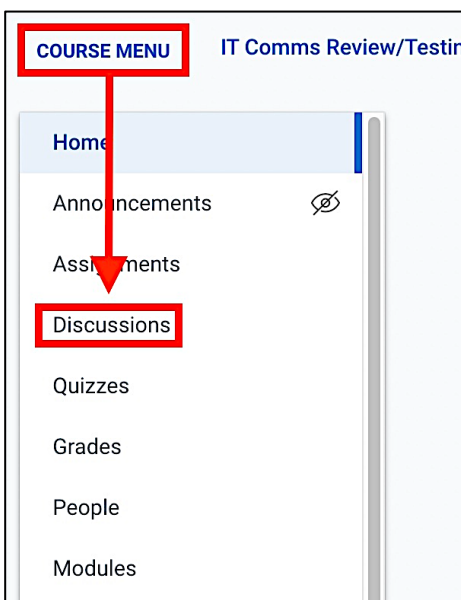 COURSE MENU IT Comms Review/Testin
Home
Announcements
Assignments
Discussions
Quizzes
Grades
People
Modules